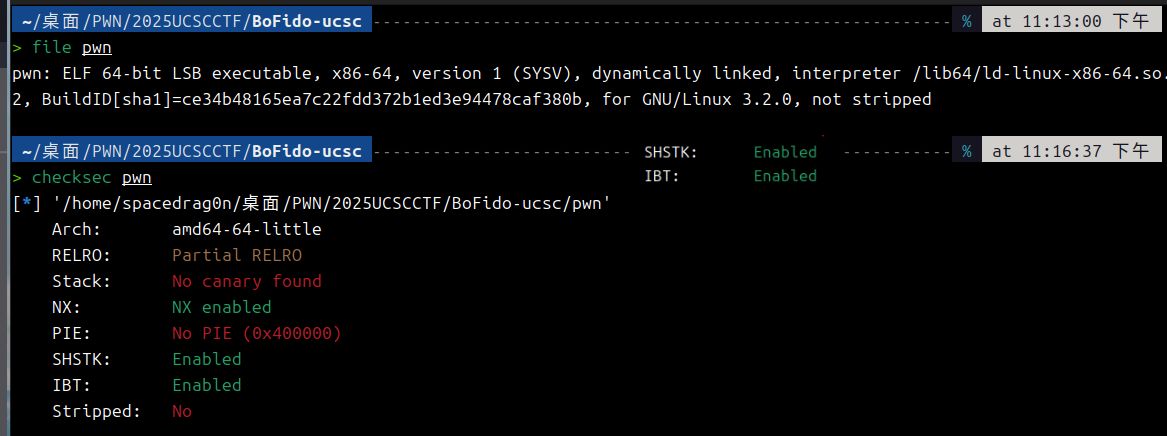 ~/桌面/PWN/2025UCSCCTF/BoFido-ucsc % at 11:13:00 下午
> file pwn
pwn: ELF 64-bit LSB executable, x86-64, version 1 (SYSV), dynamically linked, interpreter /lib64/ld-linux-x86-64.so.
2, BuildID[sha1]=ce34b48165ea7c22fdd372b1ed3e94478caf380b, for GNU/Linux 3.2.0, not stripped
~/桌面/PWN/2025UCSCCTF/BoFido-ucsc % at 11:16:37 下午
SHSTK: Enabled
IBT: Enabled
> checksec pwn
[*] '/home/spacedrag0n/桌面/PWN/2025UCSCCTF/BoFido-ucsc/pwn'
Arch: amd64-64-little
RELRO: Partial RELRO
Stack: No canary found
NX: NX enabled
PIE: No PIE (0x400000)
SHSTK: Enabled
IBT: Enabled
Stripped: No